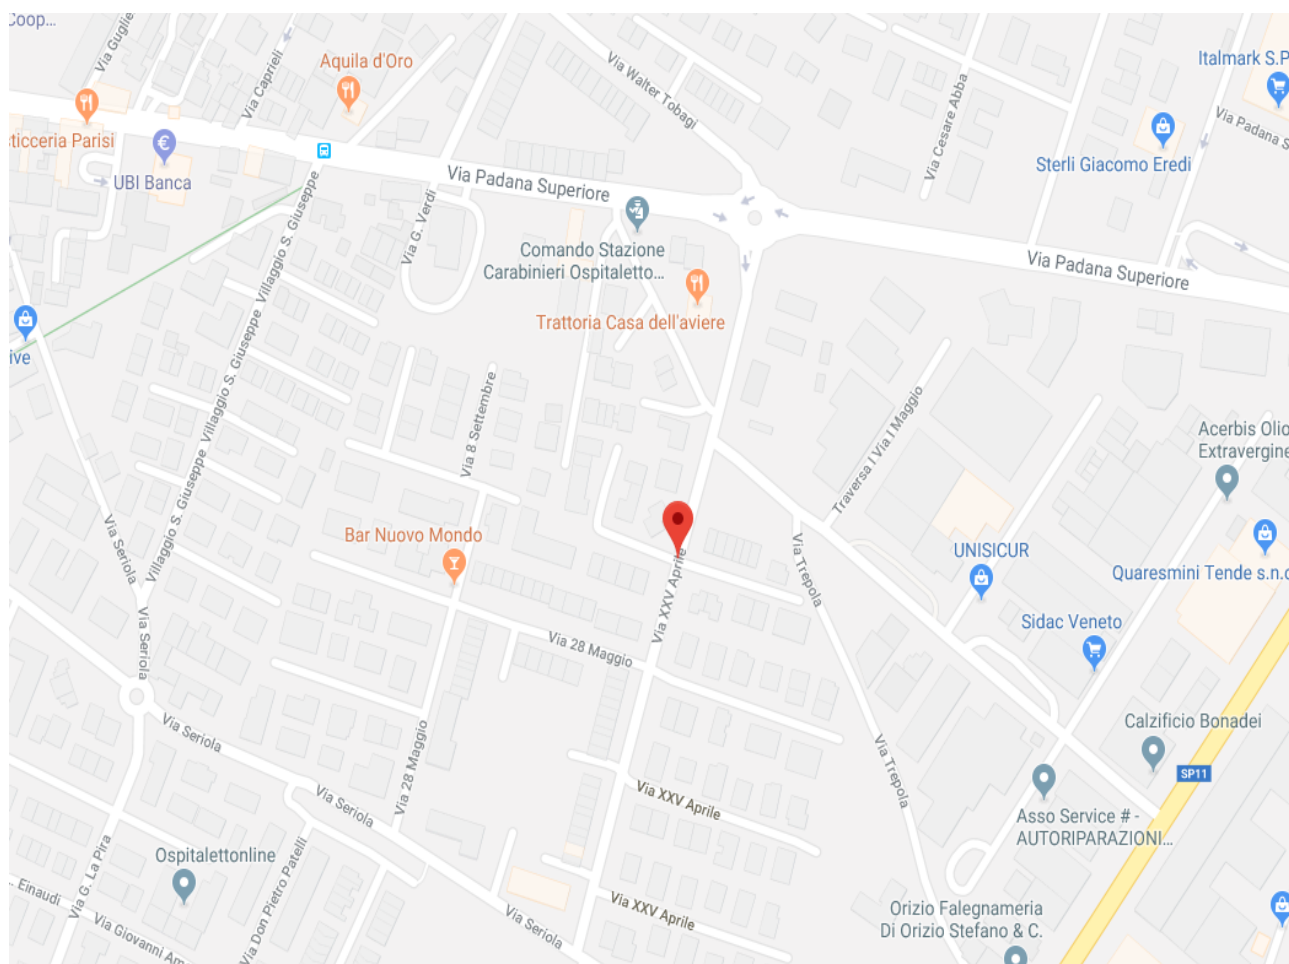 Coop...
Via Caprieli
Aquila d'Oro
Via Walter Tobagi
Italmark S.P
Via Cesare Abba
Via Padana S
sticceria Parisi
UBI Banca
Via Padana Superiore
Sterli Giacomo Eredi
Via G. Verdi
Comando Stazione
Carabinieri Ospitaletto...
Via Padana Superiore
Trattoria Casa dell'aviere
Villaggio S. Giuseppe
Villaggio S. Giuseppe
Villaggio S. Giuseppe
ive
Via 8 Settembre
Traversa I Via I Maggio
Acerbis Olio
Extravergine
Bar Nuovo Mondo
Via Seriola
Via XXV Aprile
Via Trepola
UNISICUR
Quaresmini Tende s.n.c
Sidac Veneto
Via Seriola
Via 28 Maggio
Via Seriola
Via 28 Maggio
Via Trepola
Calzificio Bonadei
SP11
Via Seriola
Via XXV Aprile
Asso Service # -
AUTORIPARAZIONI...
Ospitalettonline
Via G. La Pira
Via Don Pietro Patelli
... Einaudi
Via Giovanni Am
Via Seriola
Via XXV Aprile
Orizio Falegnameria
Di Orizio Stefano & C.